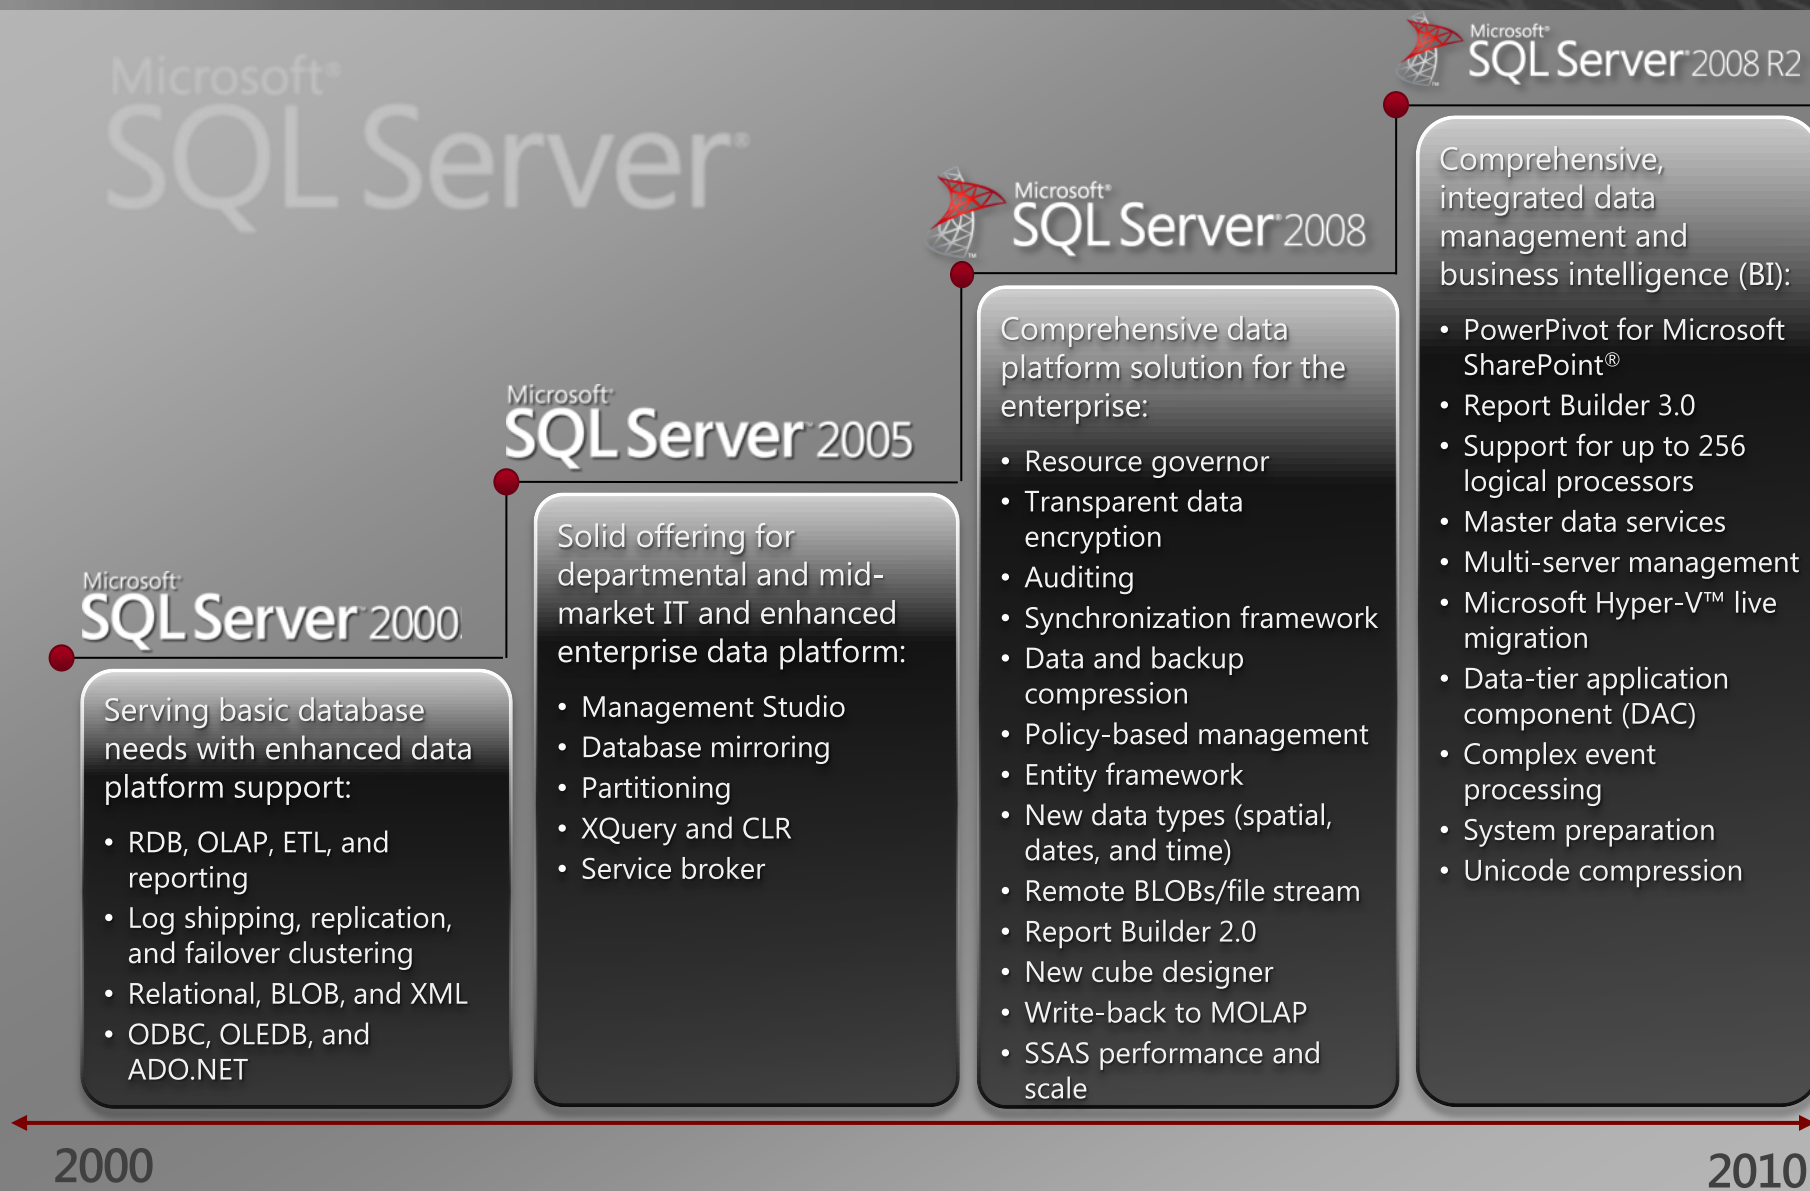 Microsoft®
SQL Server®
Microsoft®
SQL Server® 2008 R2
Microsoft®
SQL Server® 2008
Microsoft®
SQL Server™ 2005
Microsoft®
SQL Server™ 2000
Serving basic database
needs with enhanced data
platform support:
• RDB, OLAP, ETL, and
reporting
• Log shipping, replication,
and failover clustering
• Relational, BLOB, and XML
• ODBC, OLEDB, and
ADO.NET
Solid offering for
departmental and mid-
market IT and enhanced
enterprise data platform:
• Management Studio
• Database mirroring
• Partitioning
• XQuery and CLR
• Service broker
Comprehensive data
platform solution for the
enterprise:
• Resource governor
• Transparent data
encryption
• Auditing
• Synchronization framework
• Data and backup
compression
• Policy-based management
• Entity framework
• New data types (spatial,
dates, and time)
• Remote BLOBs/file stream
• Report Builder 2.0
• New cube designer
• Write-back to MOLAP
• SSAS performance and
scale
Comprehensive,
integrated data
management and
business intelligence (BI):
• PowerPivot for Microsoft
SharePoint®
• Report Builder 3.0
• Support for up to 256
logical processors
• Master data services
• Multi-server management
• Microsoft Hyper-V™ live
migration
• Data-tier application
component (DAC)
• Complex event
processing
• System preparation
• Unicode compression
2000
2010